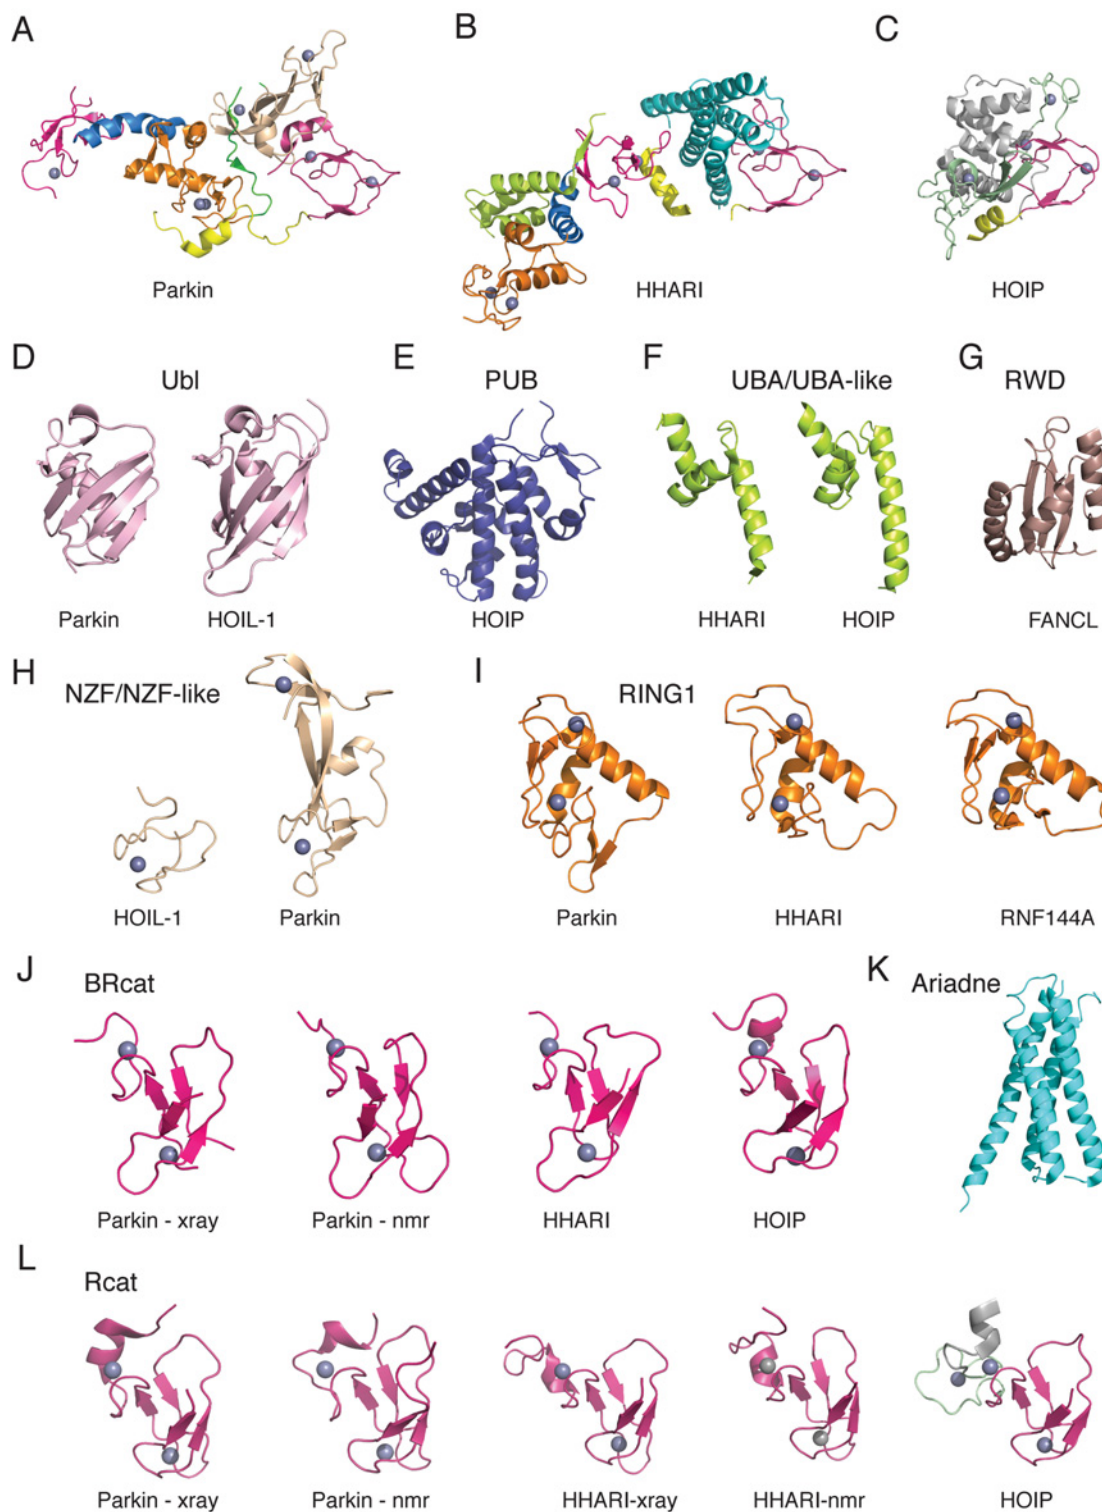 A
B
C
Parkin
HHARI
HOIP
D
Ubl
E
PUB
F
UBA/UBA-like
G
RWD
Parkin
HOIL-1
HOIP
HHARI
HOIP
FANCL
H
NZF/NZF-like
I
RING1
HOIL-1
Parkin
Parkin
HHARI
RNF144A
J
BRcat
K
Ariadne
Parkin - xray
Parkin - nmr
HHARI
HOIP
L
Rcat
Parkin - xray
Parkin - nmr
HHARI-xray
HHARI-nmr
HOIP